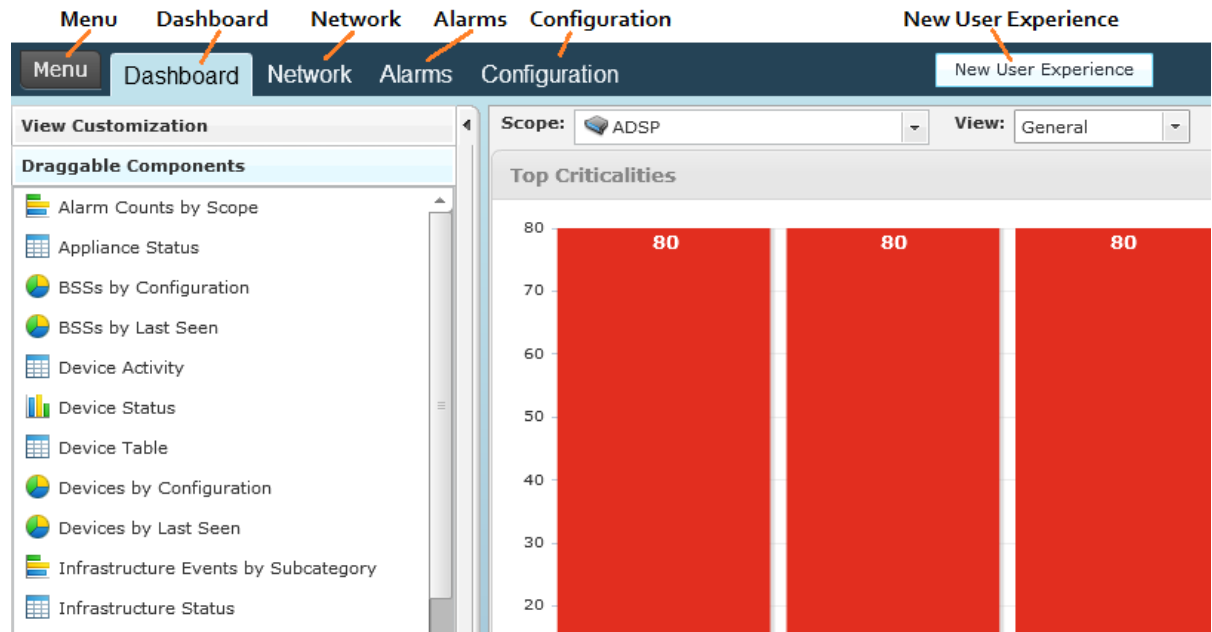 Menu Dashboard Network Alarms Configuration New User Experience
Menu Dashboard Network Alarms Configuration New User Experience
View Customization
Draggable Components
Alarm Counts by Scope
Appliance Status
BSSs by Configuration
BSSs by Last Seen
Device Activity
Device Status
Device Table
Devices by Configuration
Devices by Last Seen
Infrastructure Events by Subcategory
Infrastructure Status
Scope: ADSP View: General
Top Criticalities
80 80 80 80
70
60
50
40
30
20